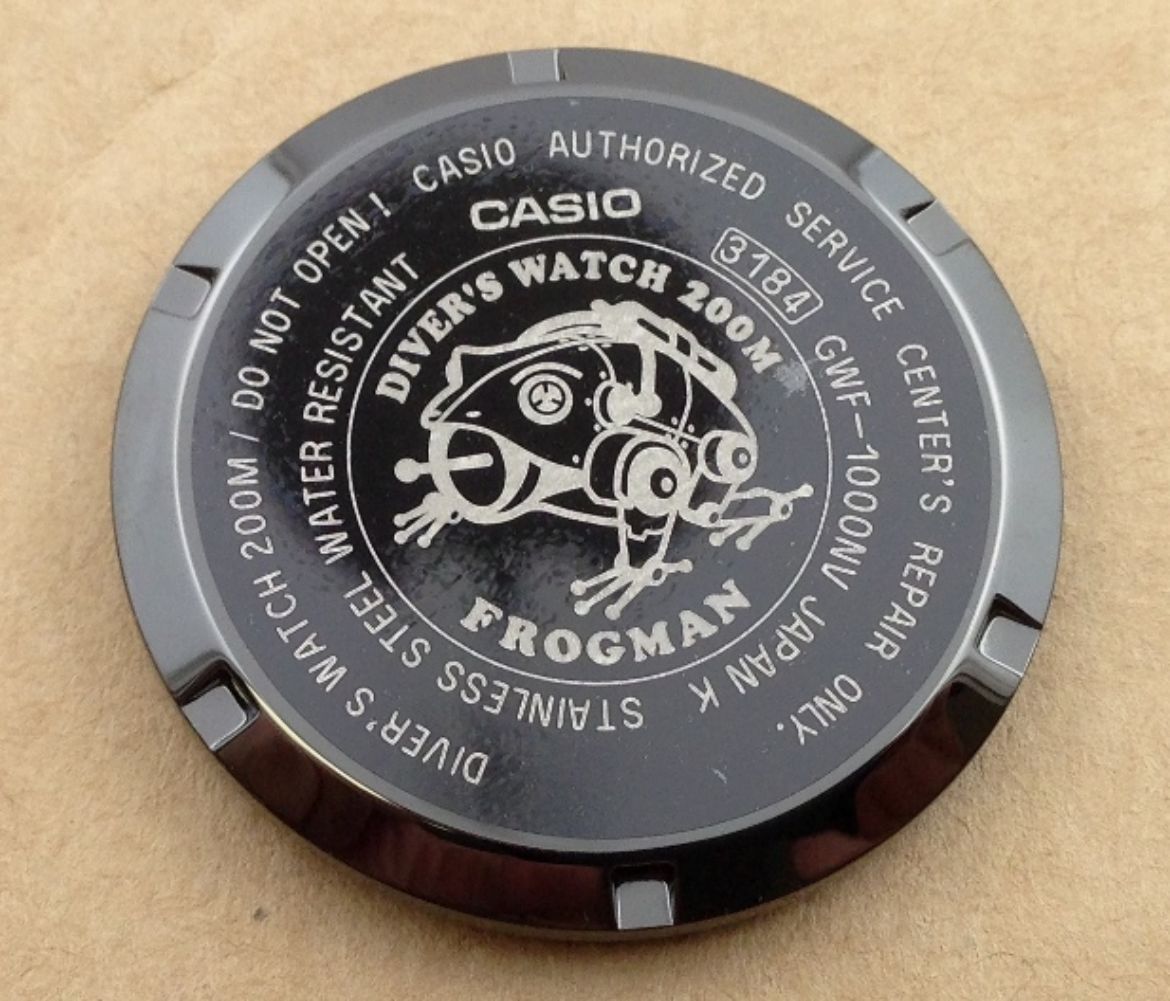 DIVER'S WATCH 200M / DO NOT OPEN ! CASIO AUTHORIZED SERVICE CENTER'S REPAIR ONLY.
CASIO
3184 GWF-1000NV JAPAN K
STAINLESS STEEL WATER RESISTANT
DIVER'S WATCH 200M
FROGMAN